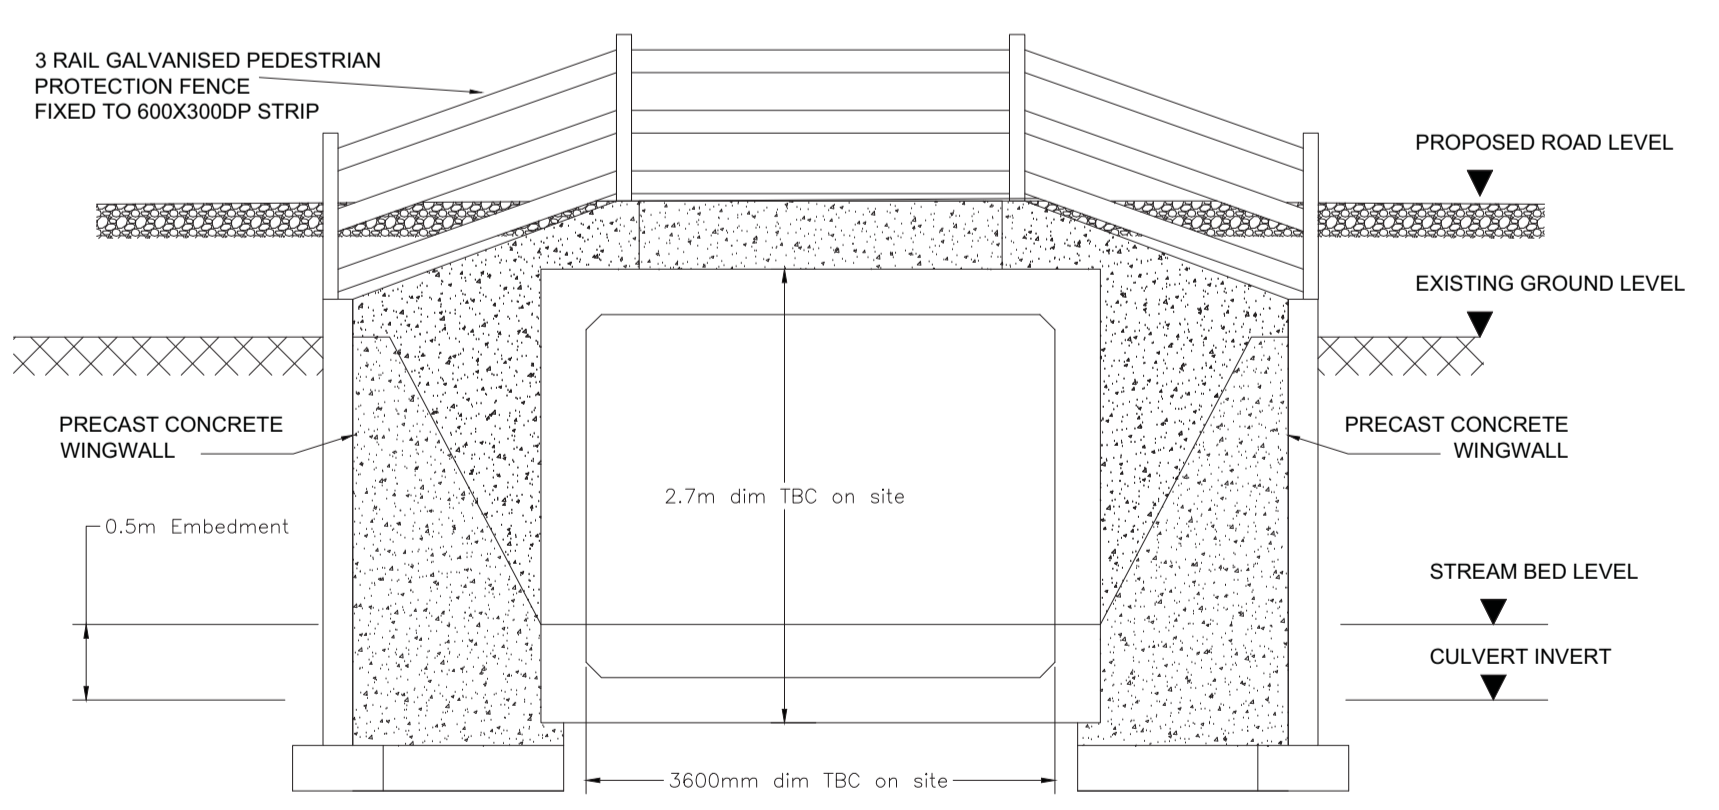 3 RAIL GALVANISED PEDESTRIAN
PROTECTION FENCE
FIXED TO 600X300DP STRIP
PROPOSED ROAD LEVEL
EXISTING GROUND LEVEL
PRECAST CONCRETE
WINGWALL
PRECAST CONCRETE
WINGWALL
2.7m dim TBC on site
0.5m Embedment
STREAM BED LEVEL
CULVERT INVERT
3600mm dim TBC on site